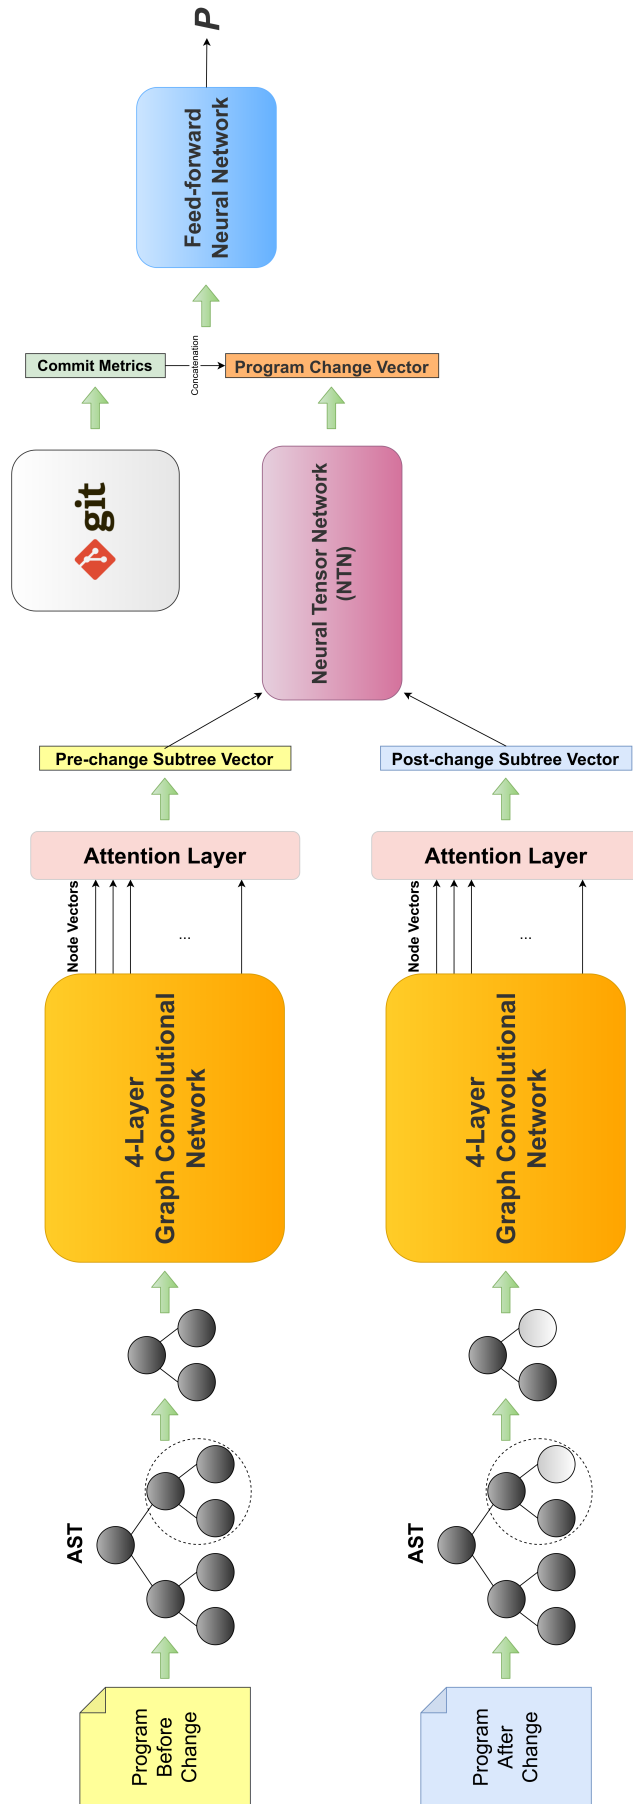 P
Feed-forward
Neural Network
Commit Metrics
Concatenation
Program Change Vector
git
Neural Tensor Network
(NTN)
Pre-change Subtree Vector
Post-change Subtree Vector
Attention Layer
Attention Layer
Node Vectors
...
Node Vectors
...
4-Layer
Graph Convolutional
Network
4-Layer
Graph Convolutional
Network
AST
AST
Program
Before
Change
Program
After
Change